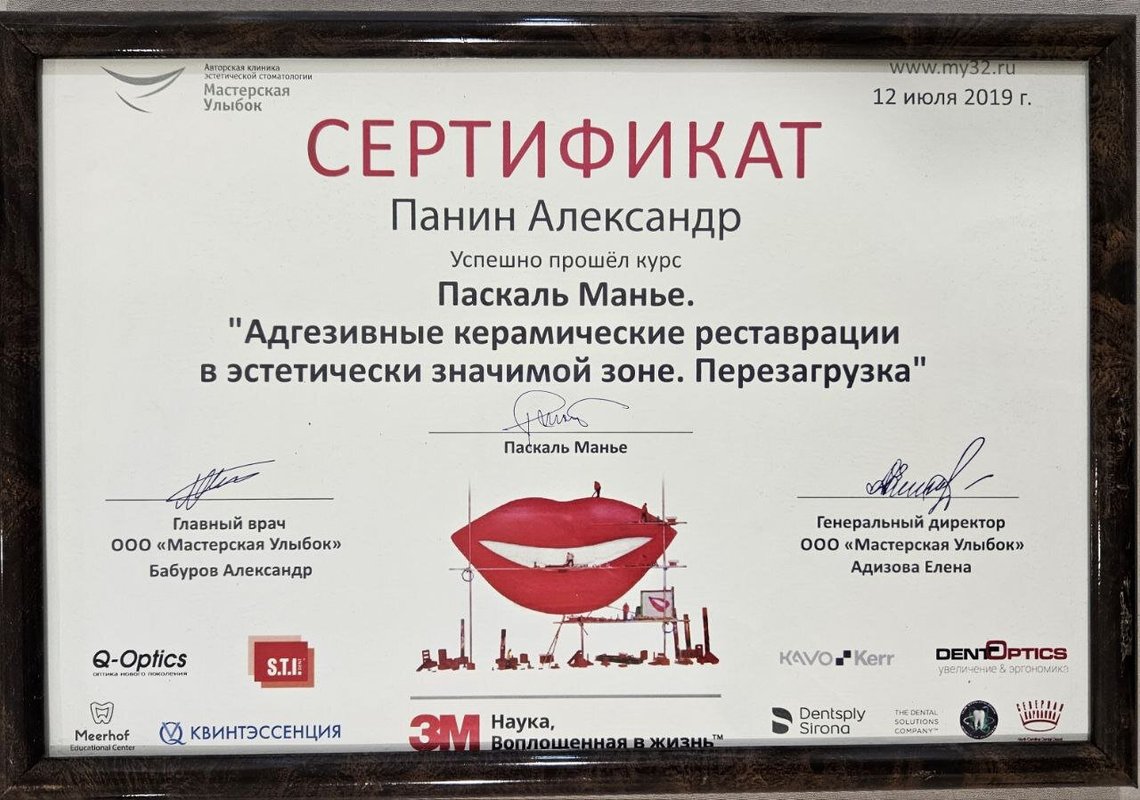 Авторская клиника
эстетической стоматологии
Мастерская
Улыбок
www.my32.ru
12 июля 2019 г.
СЕРТИФИКАТ
Панин Александр
Успешно прошёл курс
Паскаль Манье.
"Адгезивные керамические реставрации
в эстетически значимой зоне. Перезагрузка"
Паскаль Манье
Главный врач
ООО «Мастерская Улыбок»
Бабуров Александр
Генеральный директор
ООО «Мастерская Улыбок»
Адизова Елена
Q-Optics
оптика нового поколения
S.T.I.
KAVO Kerr
DENTOPTICS
увеличение & эргономика
Meerhof
Educational Center
КВИНТЭССЕНЦИЯ
3M Наука,
Воплощенная в жизнь™
Dentsply
Sirona
THE DENTAL
SOLUTIONS
COMPANY™
СЕВЕРНАЯ